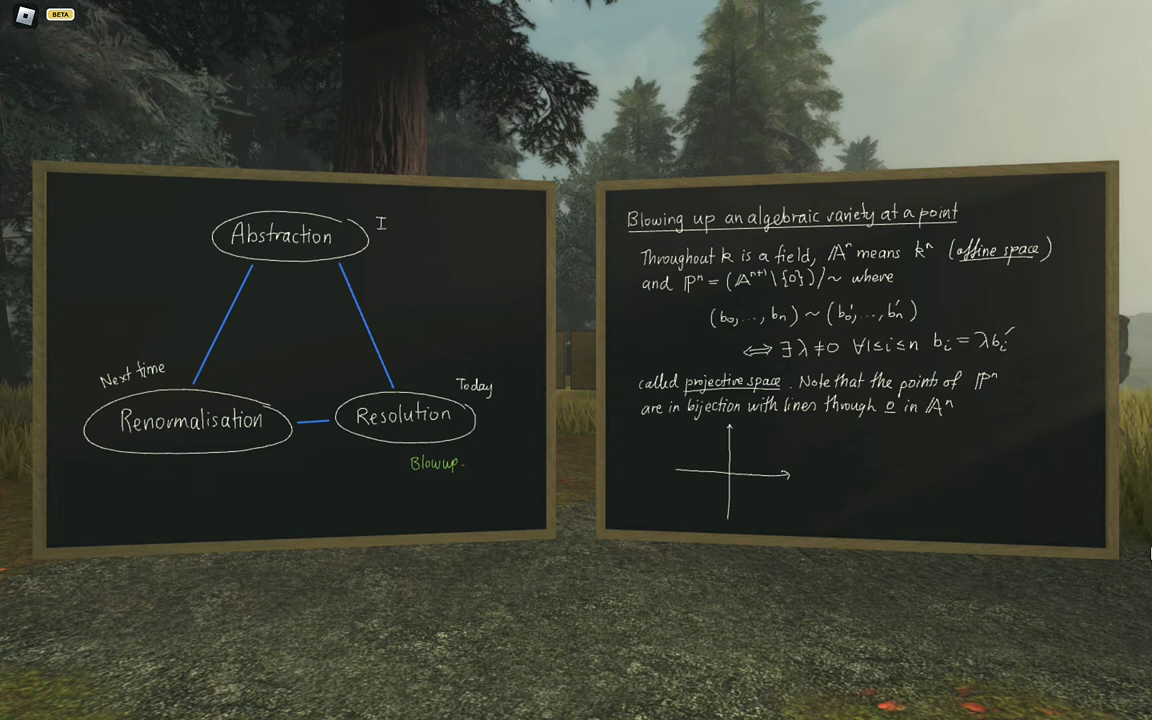 BETA
Abstraction
I
Next time
Renormalisation
Today
Resolution
Blowup.
Blowing up an algebraic variety at a point
Throughout k is a field, 𝔸ⁿ means kⁿ (affine space)
and ℙⁿ = (𝔸ⁿ⁺¹ \ {0})/~ where
(b₀, ..., bₙ) ~ (b₀', ..., bₙ')
⟺ ∃λ≠0 ∀1≤i≤n bᵢ = λbᵢ'
called projective space. Note that the points of ℙⁿ
are in bijection with lines through 0 in 𝔸ⁿ